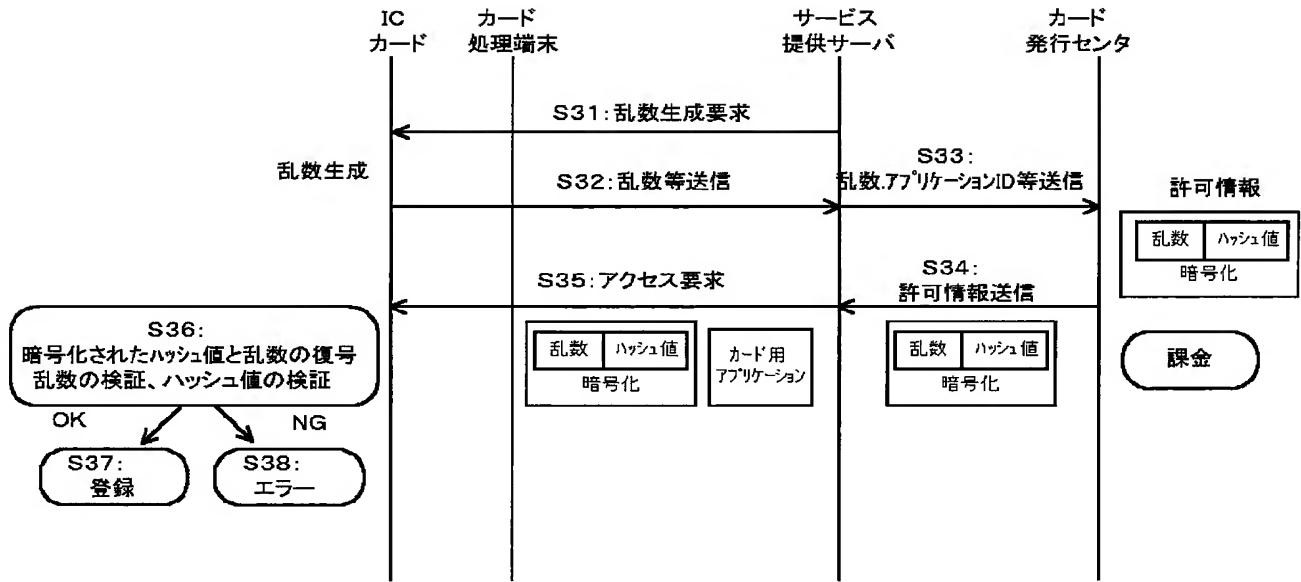 IC
カード
カード
処理端末
サービス
提供サーバ
カード
発行センタ
S31:乱数生成要求
乱数生成
S32:乱数等送信
S33:
乱数.アプリケーションID等送信
許可情報
乱数 ハッシュ値
暗号化
S35:アクセス要求
S34:
許可情報送信
S36:
暗号化されたハッシュ値と乱数の復号
乱数の検証、ハッシュ値の検証
乱数 ハッシュ値
暗号化
カード用
アプリケーション
乱数 ハッシュ値
暗号化
課金
OK
NG
S37:
登録
S38:
エラー